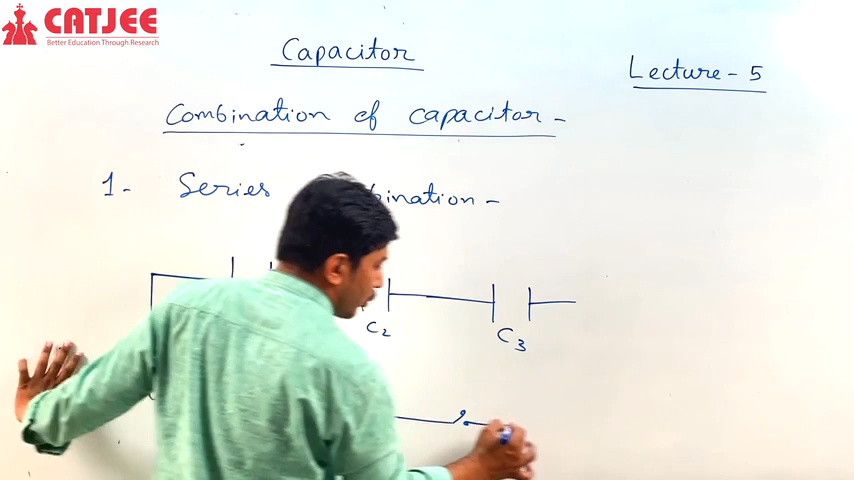 CATJEE
Better Education Through Research
Capacitor
Lecture - 5
Combination of capacitor -
1- Series bination -
C2
C3